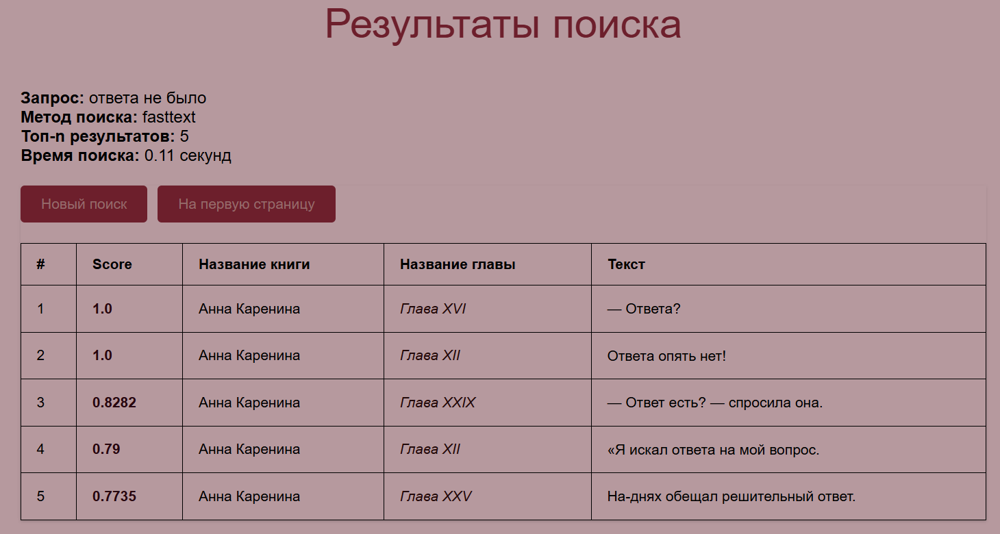 Результаты поиска
Запрос: ответа не было
Метод поиска: fasttext
Топ-n результатов: 5
Время поиска: 0.11 секунд
Новый поиск На первую страницу
# Score Название книги Название главы Текст
1 1.0 Анна Каренина Глава XVI — Ответа?
2 1.0 Анна Каренина Глава XII Ответа опять нет!
3 0.8282 Анна Каренина Глава XXIX — Ответ есть? — спросила она.
4 0.79 Анна Каренина Глава XII «Я искал ответа на мой вопрос.
5 0.7735 Анна Каренина Глава XXV На-днях обещал решительный ответ.